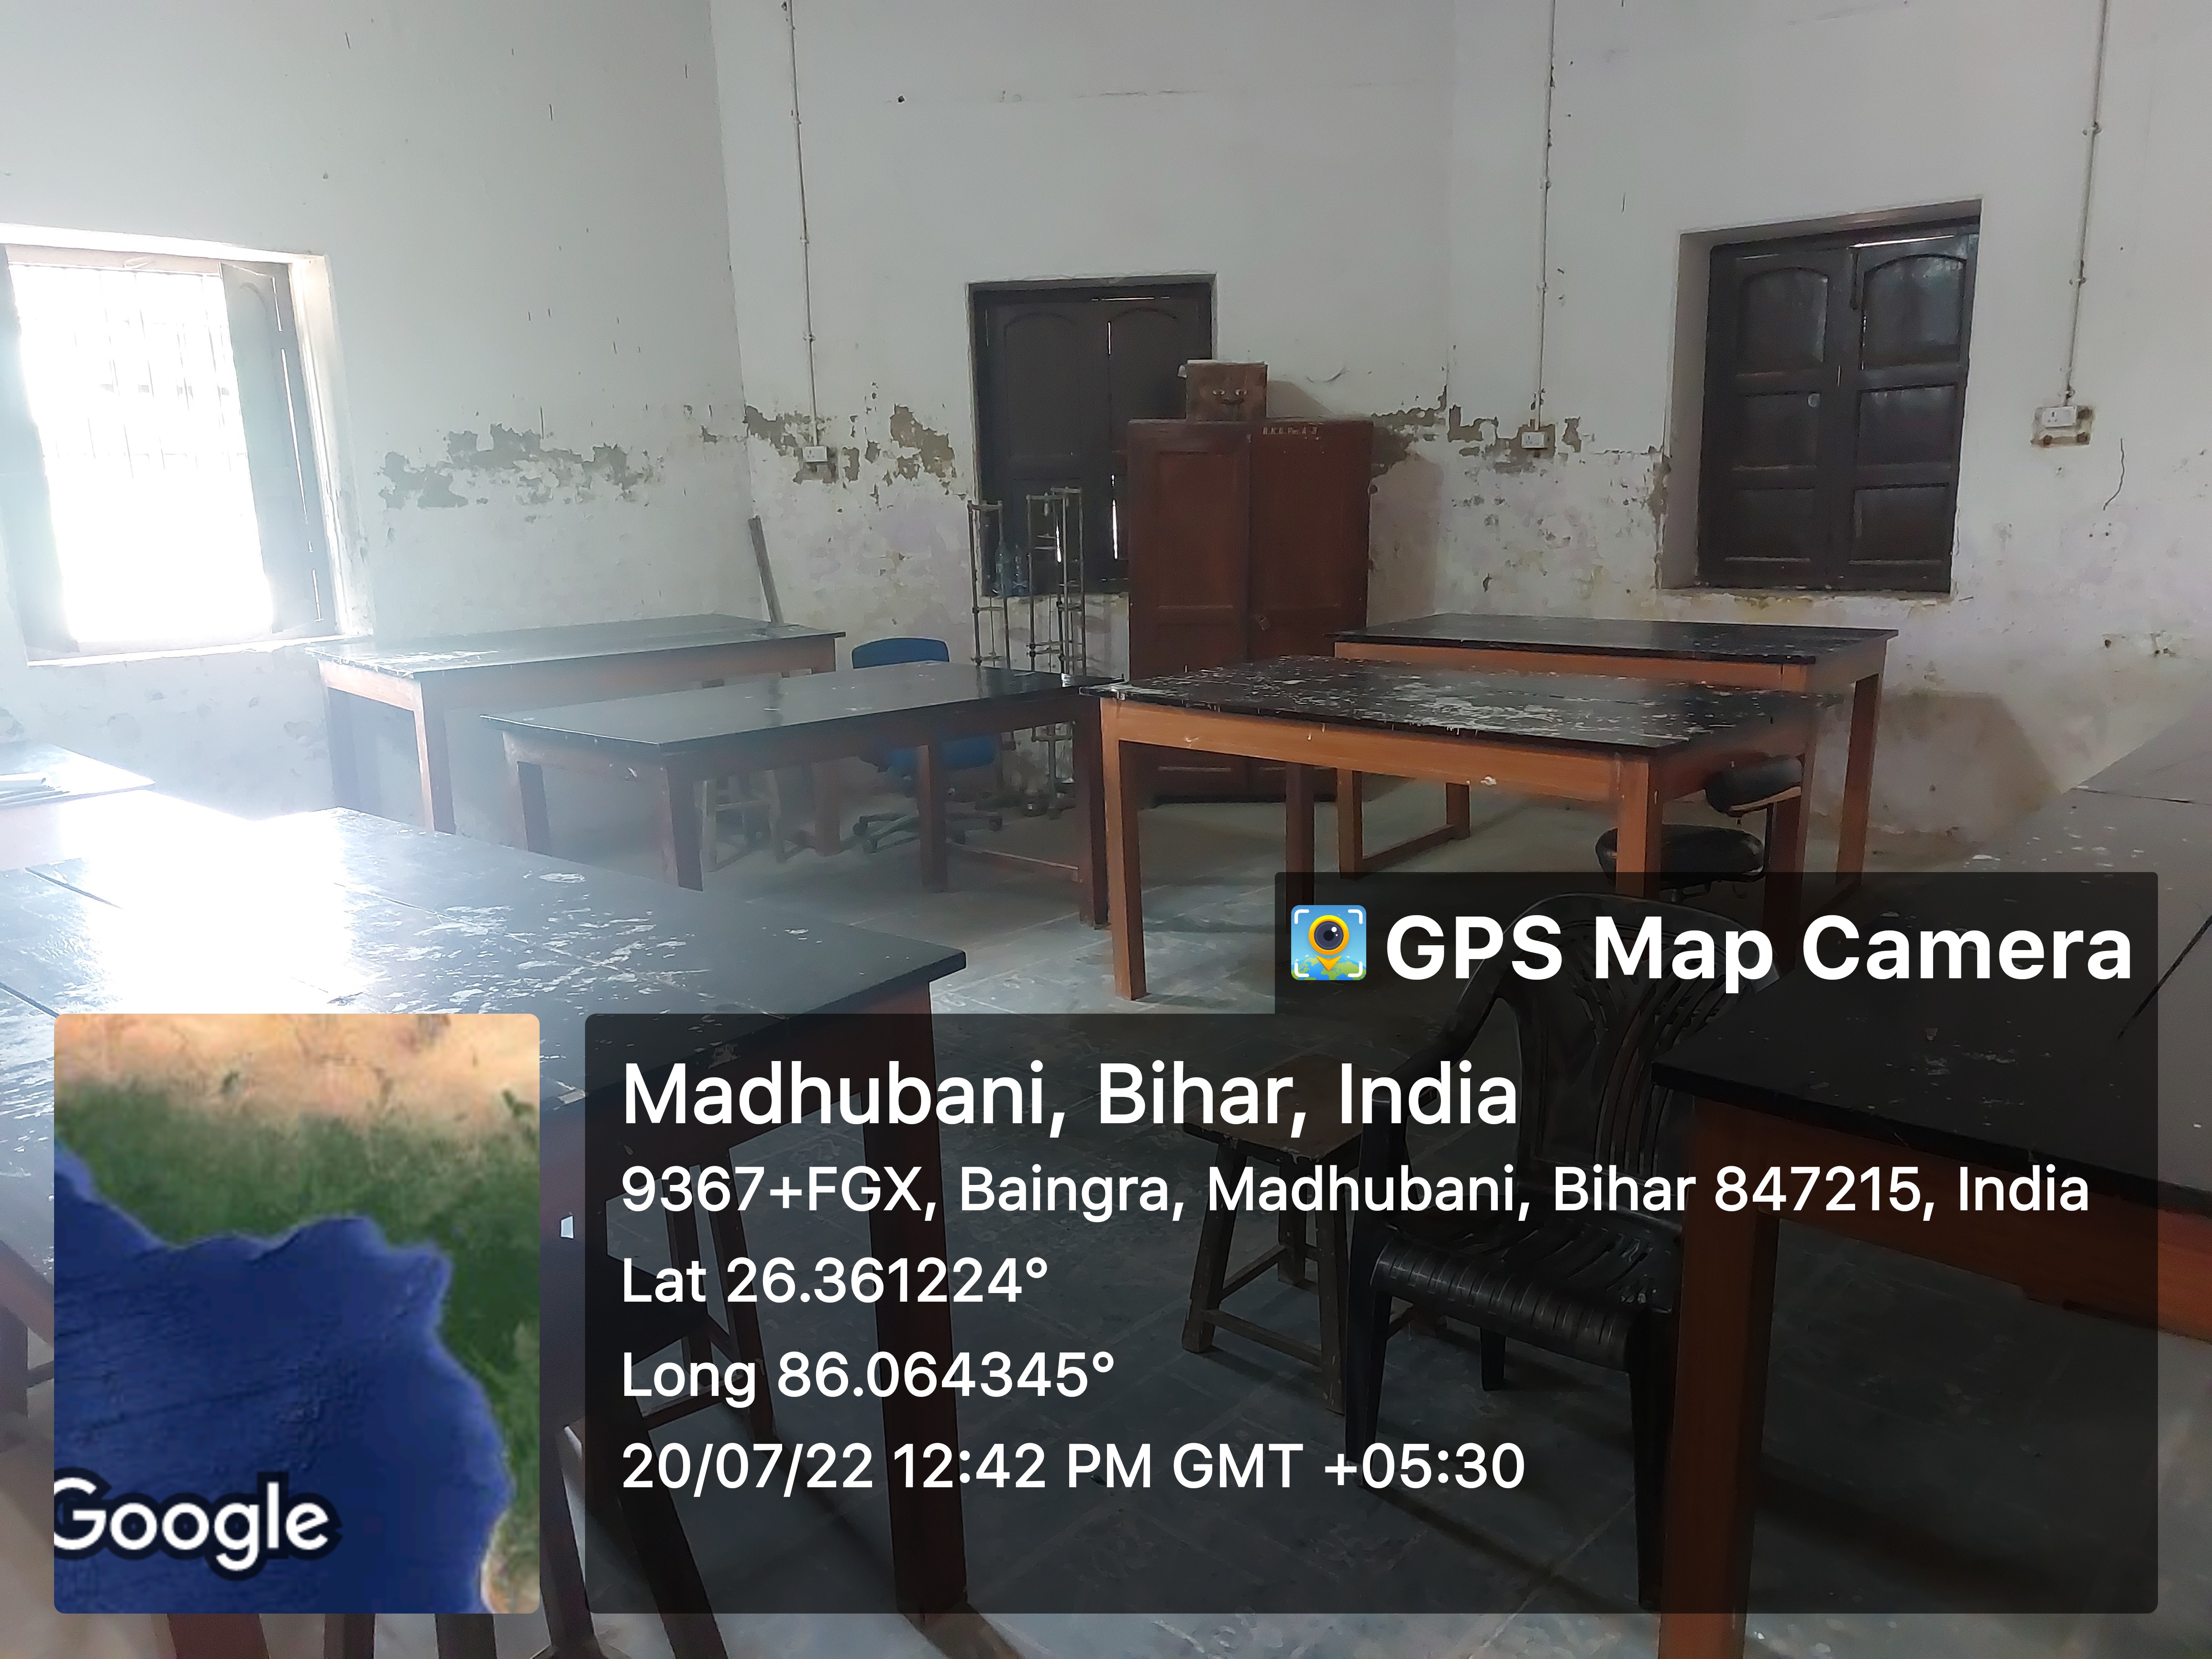 GPS Map Camera
Madhubani, Bihar, India
9367+FGX, Baingra, Madhubani, Bihar 847215, India
Lat 26.361224°
Long 86.064345°
20/07/22 12:42 PM GMT +05:30
Google